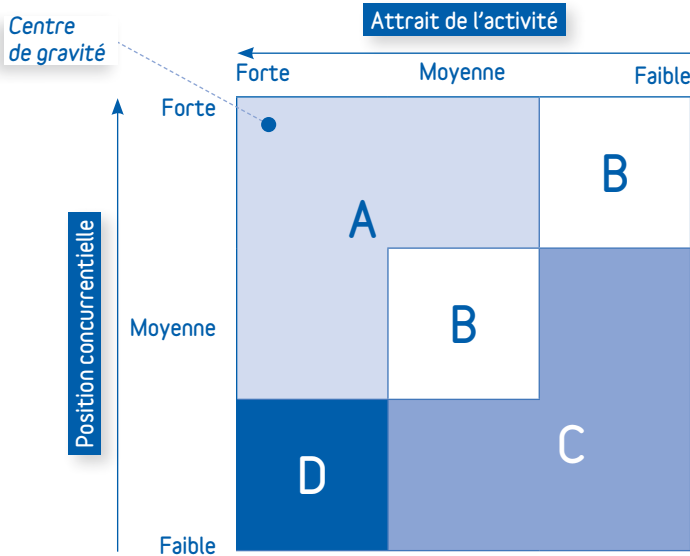 Centre
de gravité
Attrait de l'activité
Forte
Moyenne
Faible
Forte
B
A
Position concurrentielle
Moyenne
B
D
C
Faible